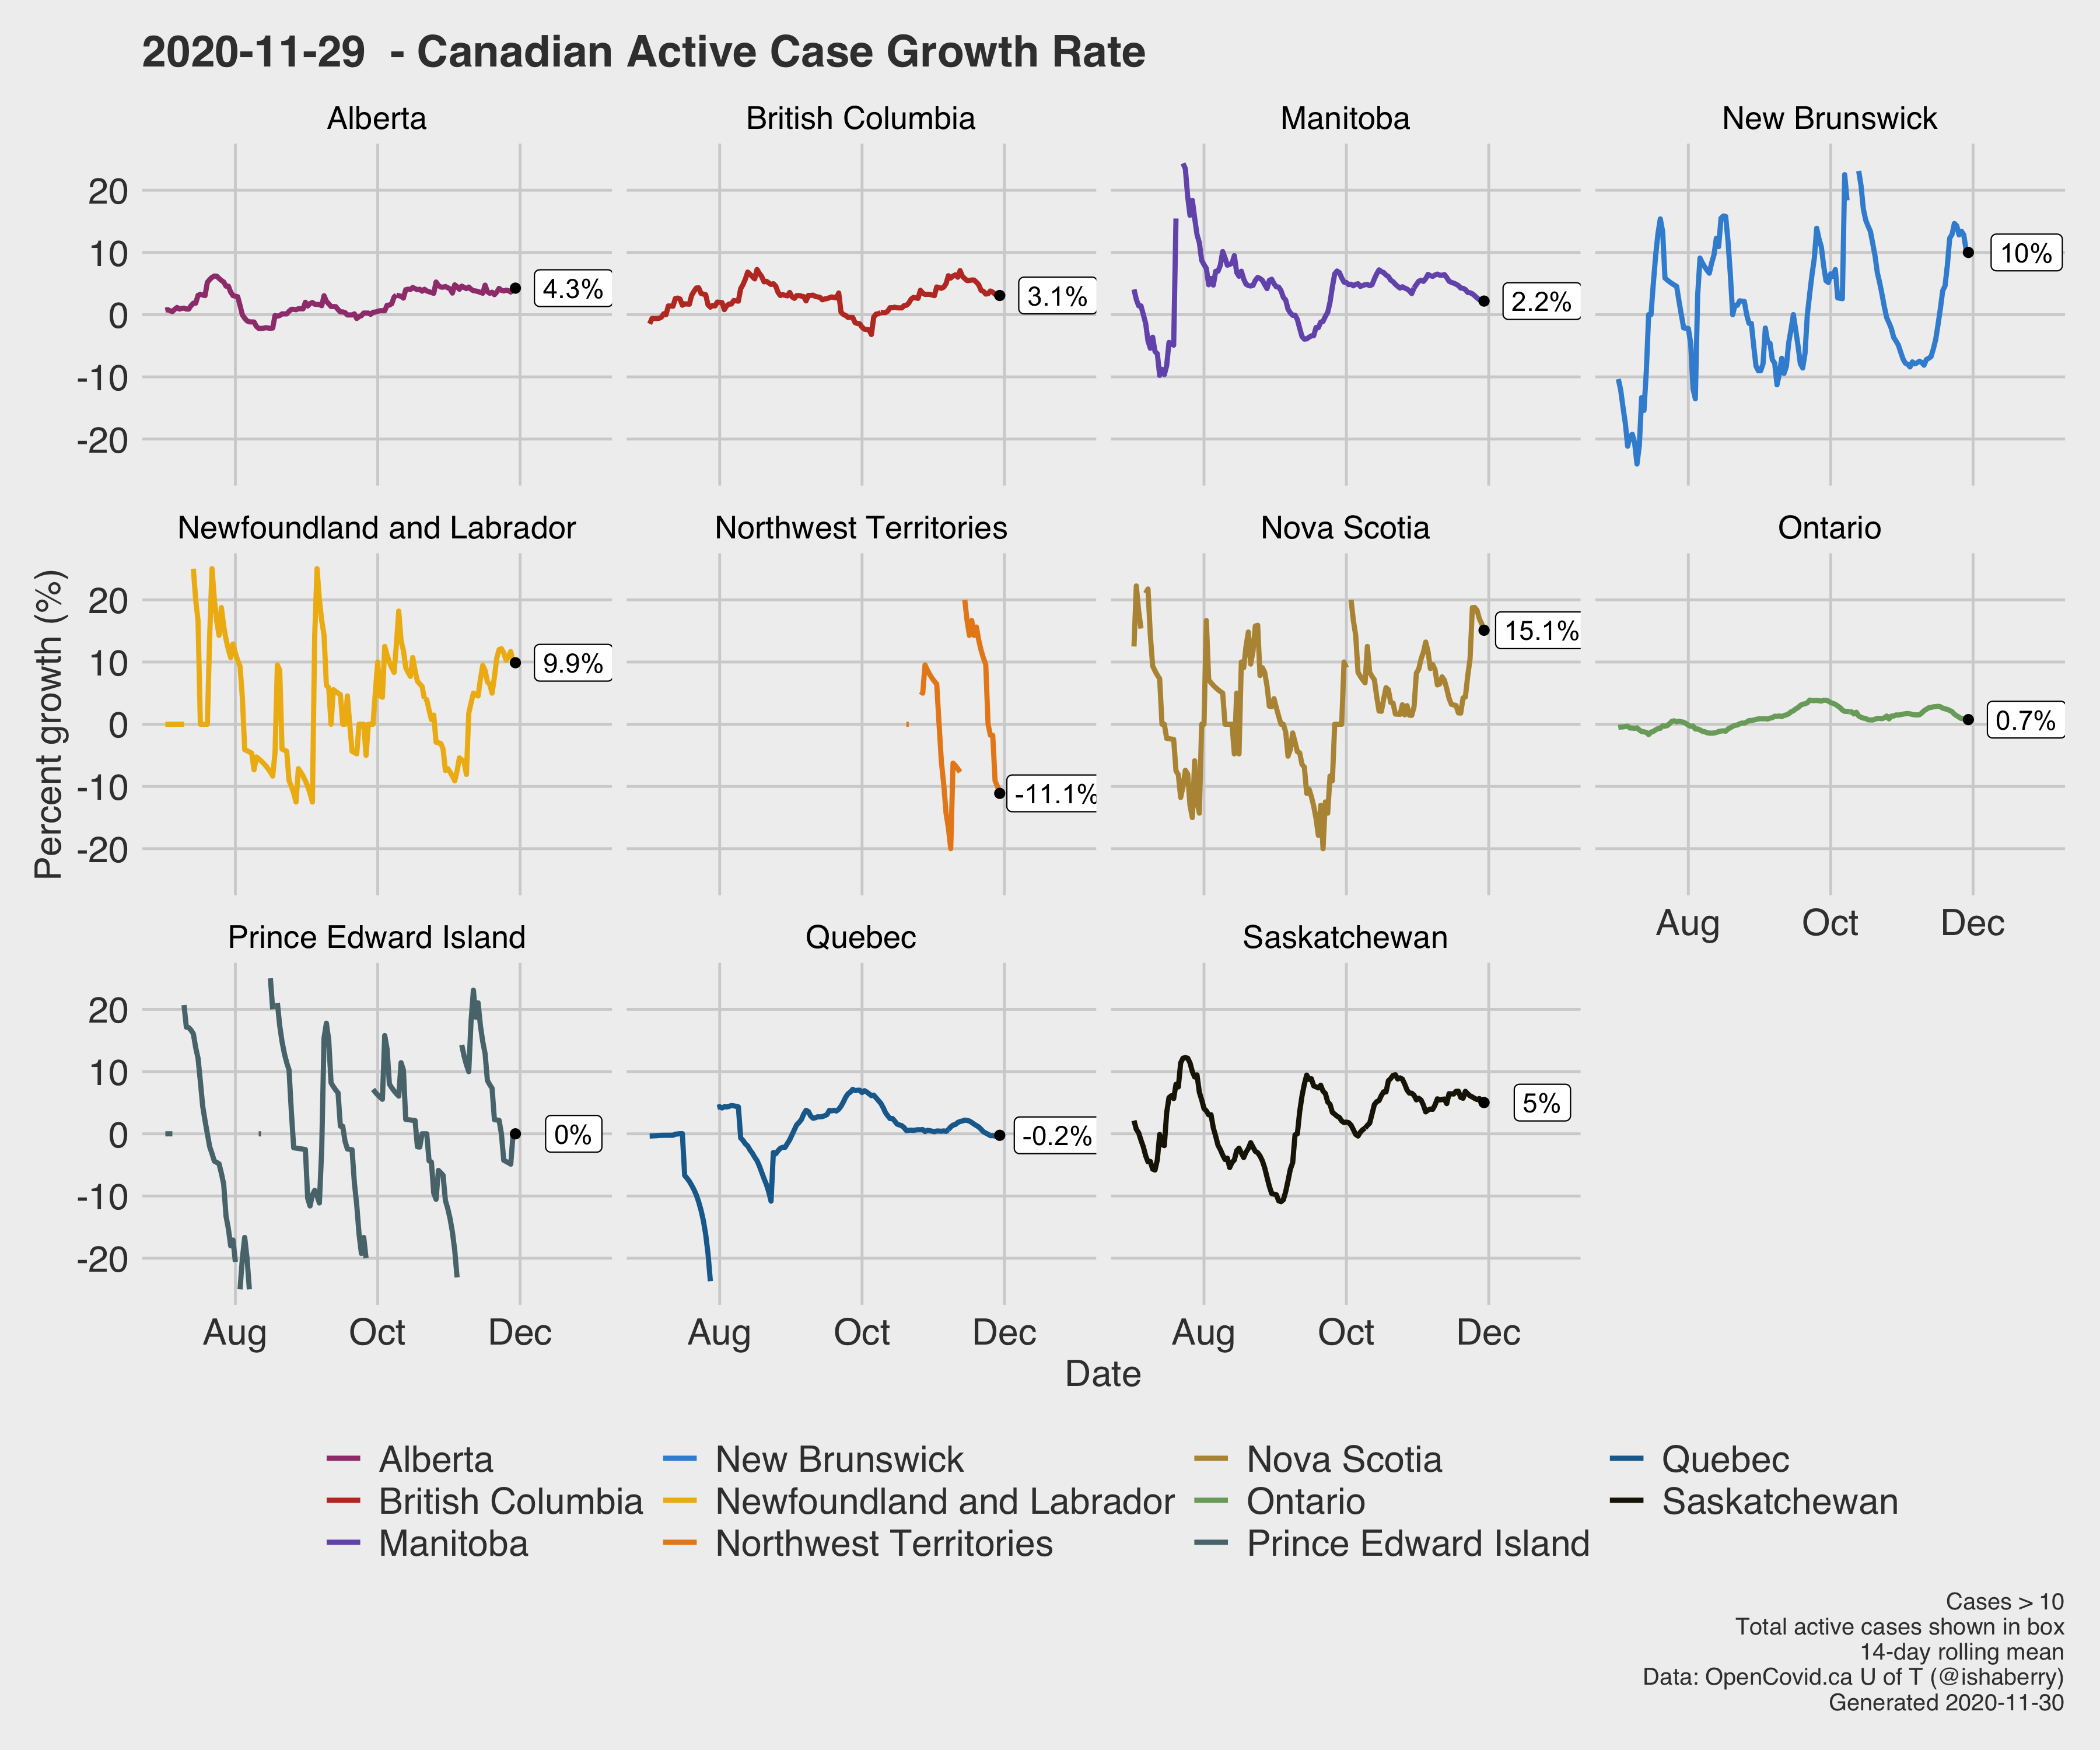 2020-11-29  - Canadian Active Case Growth Rate
Alberta
British Columbia
Manitoba
New Brunswick
20
10
0
-10
-20
4.3%
3.1%
2.2%
10%
Newfoundland and Labrador
Northwest Territories
Nova Scotia
Ontario
Percent growth (%)
20
10
0
-10
-20
9.9%
-11.1%
15.1%
0.7%
Aug Oct Dec
Prince Edward Island
Quebec
Saskatchewan
20
10
0
-10
-20
0%
-0.2%
5%
Aug Oct Dec
Aug Oct Dec
Aug Oct Dec
Date
Alberta
British Columbia
Manitoba
New Brunswick
Newfoundland and Labrador
Northwest Territories
Nova Scotia
Ontario
Prince Edward Island
Quebec
Saskatchewan
Cases > 10
Total active cases shown in box
14-day rolling mean
Data: OpenCovid.ca U of T (@ishaberry)
Generated 2020-11-30